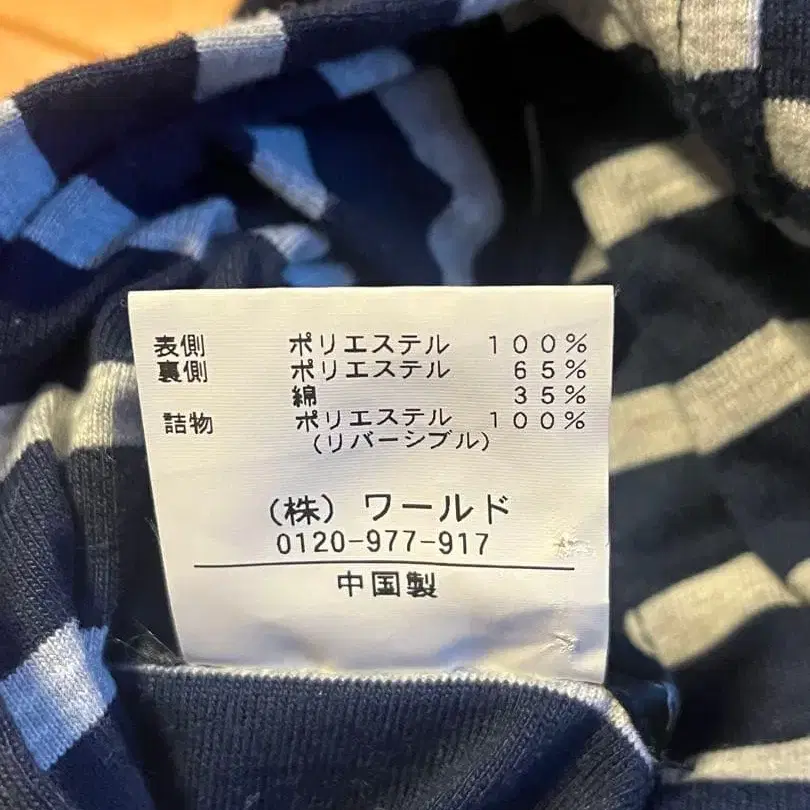 表側 ポリエステル 100%
裏側 ポリエステル 65%
綿 35%
詰物 ポリエステル 100%
(リバーシブル)
(株) ワールド
0120-977-917
中国製